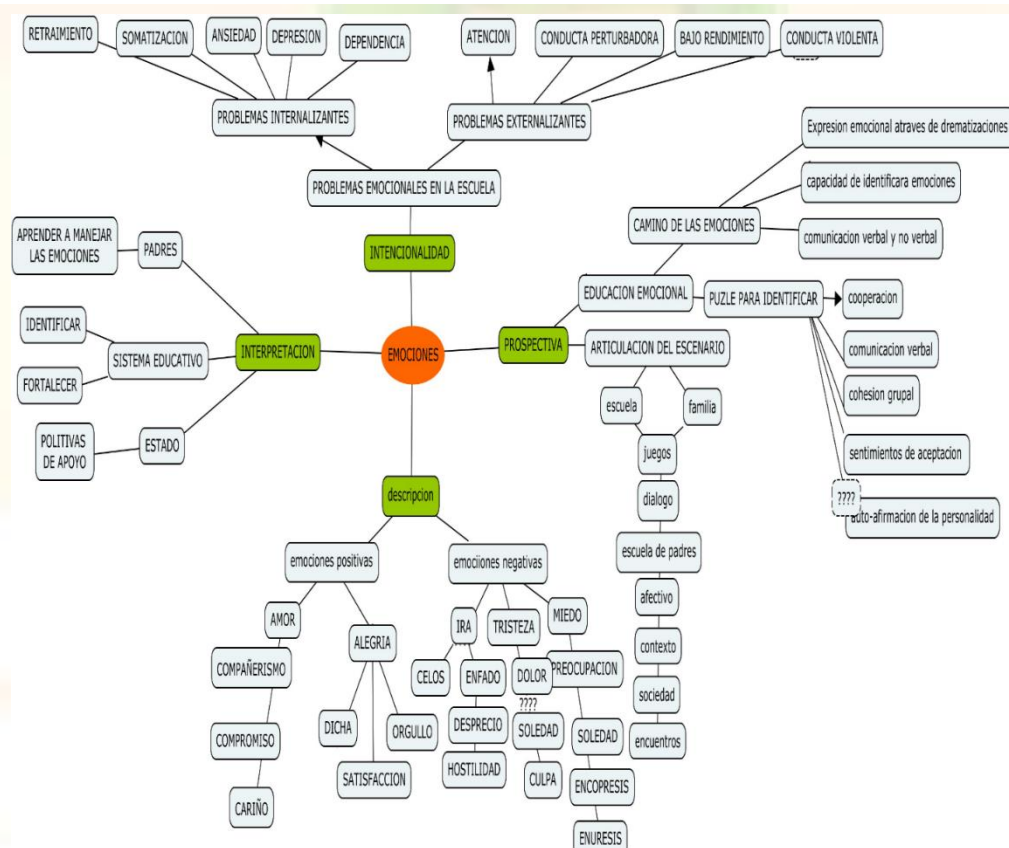 RETRAIMIENTO
SOMATIZACION
ANSIEDAD
DEPRESION
DEPENDENCIA
ATENCION
CONDUCTA PERTURBADORA
BAJO RENDIMIENTO
CONDUCTA VIOLENTA
PROBLEMAS INTERNALIZANTES
PROBLEMAS EXTERNALIZANTES
PROBLEMAS EMOCIONALES EN LA ESCUELA
INTENCIONALIDAD
Expresion emocional atraves de drematizaciones
capacidad de identificara emociones
CAMINO DE LAS EMOCIONES
comunicacion verbal y no verbal
EDUCACION EMOCIONAL
PUZLE PARA IDENTIFICAR
cooperacion
comunicacion verbal
cohesion grupal
sentimientos de aceptacion
????
auto-afirmacion de la personalidad
APRENDER A MANEJAR
LAS EMOCIONES
PADRES
IDENTIFICAR
SISTEMA EDUCATIVO
FORTALECER
POLITIVAS
DE APOYO
ESTADO
INTERPRETACION
EMOCIONES
PROSPECTIVA
ARTICULACION DEL ESCENARIO
escuela
familia
juegos
dialogo
escuela de padres
afectivo
contexto
sociedad
encuentros
descripcion
emociones positivas
emociiones negativas
AMOR
COMPAÑERISMO
COMPROMISO
CARIÑO
ALEGRIA
DICHA
SATISFACCION
ORGULLO
IRA
CELOS
ENFADO
DESPRECIO
HOSTILIDAD
TRISTEZA
DOLOR
????
SOLEDAD
CULPA
MIEDO
PREOCUPACION
SOLEDAD
ENCOPRESIS
ENURESIS